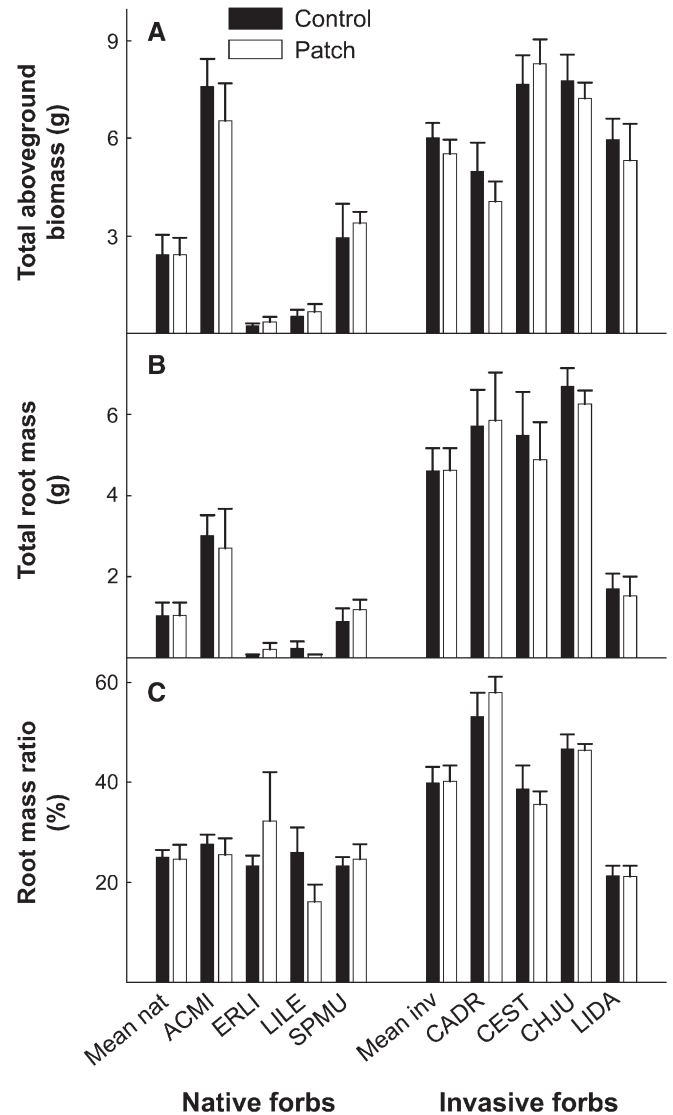 A
Control
Patch
Total aboveground
biomass (g)
9
6
3
B
Total root mass
(g)
6
4
2
C
Root mass ratio
(%)
60
40
20
Mean nat
ACMI
ERLI
LILE
SPMU
Mean inv
CADR
CEST
CHJU
LIDA
Native forbs
Invasive forbs